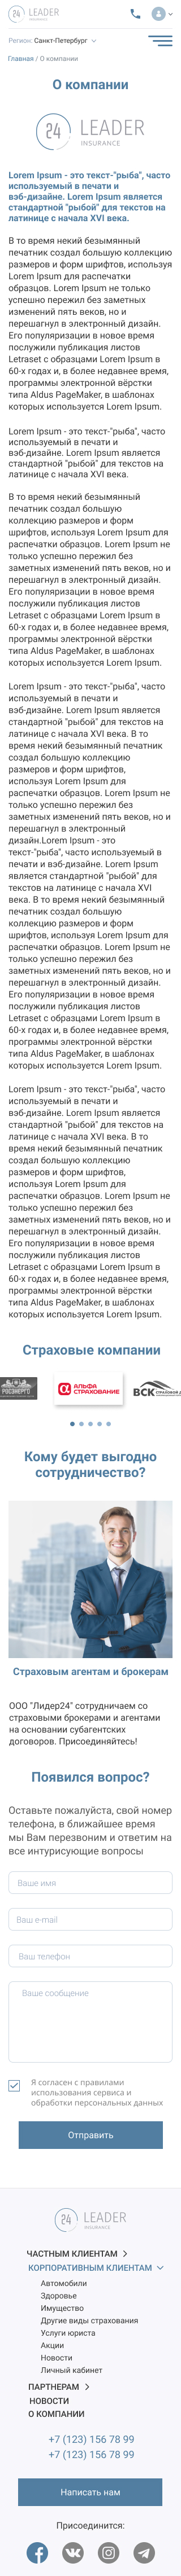 24 LEADER
INSURANCE
Регион: Санкт-Петербург
Главная / О компании
О компании
24 LEADER
INSURANCE
Lorem Ipsum - это текст-"рыба", часто
используемый в печати и
вэб-дизайне. Lorem Ipsum является
стандартной "рыбой" для текстов на
латинице с начала XVI века.
В то время некий безымянный
печатник создал большую коллекцию
размеров и форм шрифтов, используя
Lorem Ipsum для распечатки
образцов. Lorem Ipsum не только
успешно пережил без заметных
изменений пять веков, но и
перешагнул в электронный дизайн.
Его популяризации в новое время
послужили публикация листов
Letraset с образцами Lorem Ipsum в
60-х годах и, в более недавнее время,
программы электронной вёрстки
типа Aldus PageMaker, в шаблонах
которых используется Lorem Ipsum.
Lorem Ipsum - это текст-"рыба", часто
используемый в печати и
вэб-дизайне. Lorem Ipsum является
стандартной "рыбой" для текстов на
латинице с начала XVI века.
В то время некий безымянный
печатник создал большую
коллекцию размеров и форм
шрифтов, используя Lorem Ipsum для
распечатки образцов. Lorem Ipsum не
только успешно пережил без
заметных изменений пять веков, но и
перешагнул в электронный дизайн.
Его популяризации в новое время
послужили публикация листов
Letraset с образцами Lorem Ipsum в
60-х годах и, в более недавнее время,
программы электронной вёрстки
типа Aldus PageMaker, в шаблонах
которых используется Lorem Ipsum.
Lorem Ipsum - это текст-"рыба", часто
используемый в печати и
вэб-дизайне. Lorem Ipsum является
стандартной "рыбой" для текстов на
латинице с начала XVI века. В то
время некий безымянный печатник
создал большую коллекцию
размеров и форм шрифтов,
используя Lorem Ipsum для
распечатки образцов. Lorem Ipsum не
только успешно пережил без
заметных изменений пять веков, но и
перешагнул в электронный
дизайн.Lorem Ipsum - это
текст-"рыба", часто используемый в
печати и вэб-дизайне. Lorem Ipsum
является стандартной "рыбой" для
текстов на латинице с начала XVI
века. В то время некий безымянный
печатник создал большую
коллекцию размеров и форм
шрифтов, используя Lorem Ipsum для
распечатки образцов. Lorem Ipsum не
только успешно пережил без
заметных изменений пять веков, но и
перешагнул в электронный дизайн.
Его популяризации в новое время
послужили публикация листов
Letraset с образцами Lorem Ipsum в
60-х годах и, в более недавнее время,
программы электронной вёрстки
типа Aldus PageMaker, в шаблонах
которых используется Lorem Ipsum.
Lorem Ipsum - это текст-"рыба", часто
используемый в печати и
вэб-дизайне. Lorem Ipsum является
стандартной "рыбой" для текстов на
латинице с начала XVI века. В то
время некий безымянный печатник
создал большую коллекцию
размеров и форм шрифтов,
используя Lorem Ipsum для
распечатки образцов. Lorem Ipsum не
только успешно пережил без
заметных изменений пять веков, но и
перешагнул в электронный дизайн.
Его популяризации в новое время
послужили публикация листов
Letraset с образцами Lorem Ipsum в
60-х годах и, в более недавнее время,
программы электронной вёрстки
типа Aldus PageMaker, в шаблонах
которых используется Lorem Ipsum.
Страховые компании
РОСЭНЕРГО
АЛЬФА
СТРАХОВАНИЕ
ВСК
Кому будет выгодно
сотрудничество?
Страховым агентам и брокерам
ООО "Лидер24" сотрудничаем со
страховыми брокерами и агентами
на основании субагентских
договоров. Присоединяйтесь!
Появился вопрос?
Оставьте пожалуйста, свой номер
телефона, в ближайшее время
мы Вам перезвоним и ответим на
все интурисующие вопросы
Ваше имя
Ваш e-mail
Ваш телефон
Ваше сообщение
Я согласен с правилами
использования сервиса и
обработки персональных данных
Отправить
24 LEADER
INSURANCE
ЧАСТНЫМ КЛИЕНТАМ
КОРПОРАТИВНЫМ КЛИЕНТАМ
Автомобили
Здоровье
Имущество
Другие виды страхования
Услуги юриста
Акции
Новости
Личный кабинет
ПАРТНЕРАМ
НОВОСТИ
О КОМПАНИИ
+7 (123) 156 78 99
+7 (123) 156 78 99
Написать нам
Присоединится: